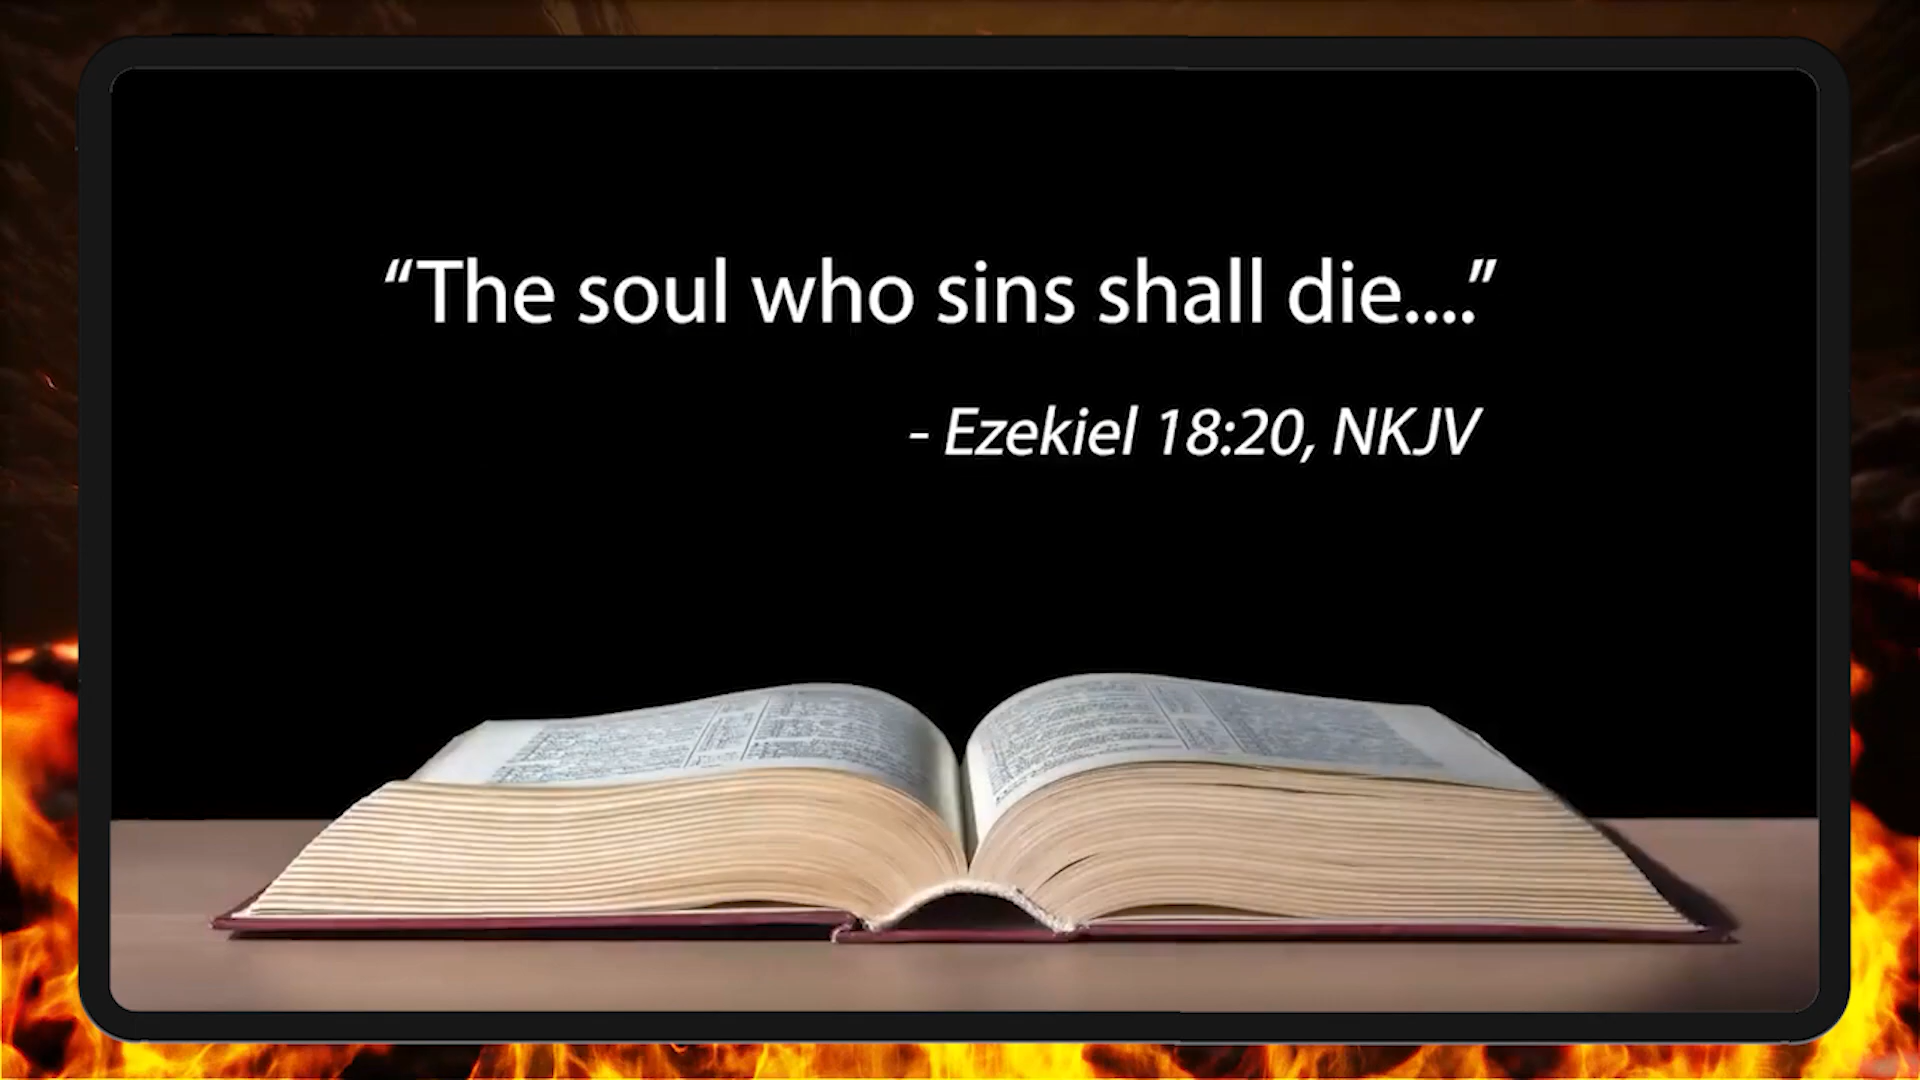 “The soul who sins shall die....”
- Ezekiel 18:20, NKJV